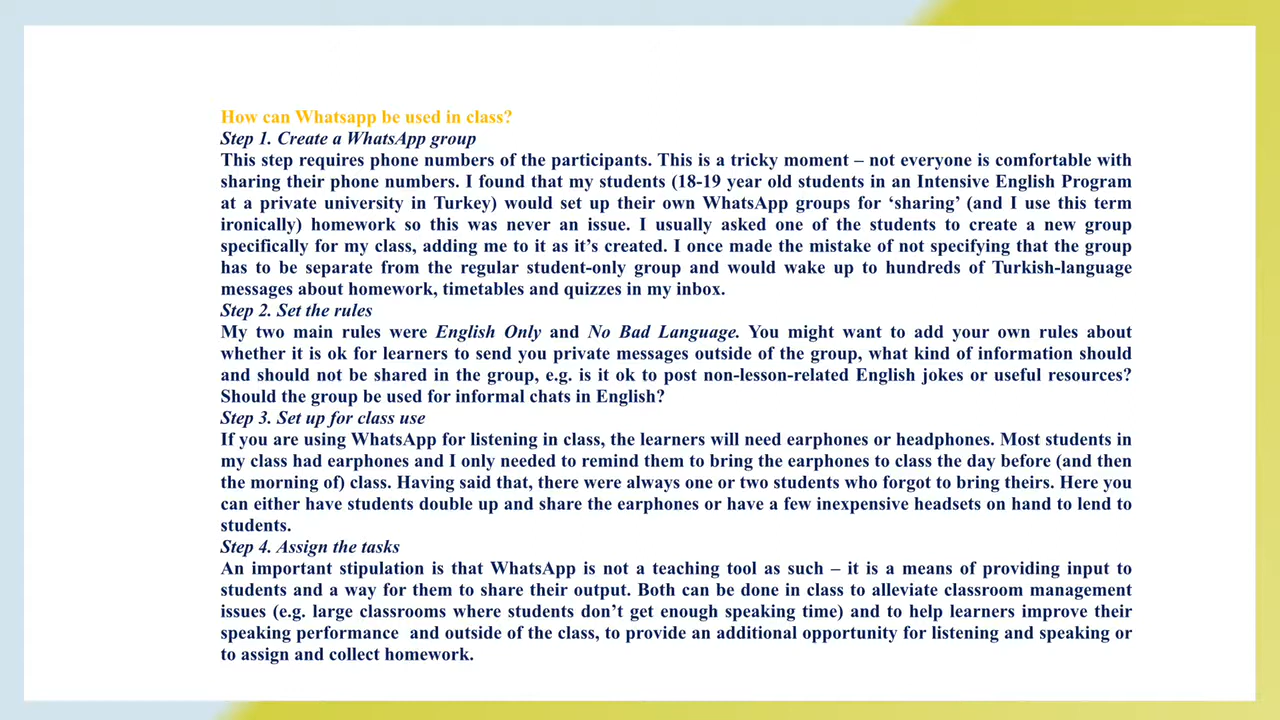 How can Whatsapp be used in class?
Step 1. Create a WhatsApp group
This step requires phone numbers of the participants. This is a tricky moment – not everyone is comfortable with
sharing their phone numbers. I found that my students (18-19 year old students in an Intensive English Program
at a private university in Turkey) would set up their own WhatsApp groups for ‘sharing’ (and I use this term
ironically) homework so this was never an issue. I usually asked one of the students to create a new group
specifically for my class, adding me to it as it’s created. I once made the mistake of not specifying that the group
has to be separate from the regular student-only group and would wake up to hundreds of Turkish-language
messages about homework, timetables and quizzes in my inbox.
Step 2. Set the rules
My two main rules were English Only and No Bad Language. You might want to add your own rules about
whether it is ok for learners to send you private messages outside of the group, what kind of information should
and should not be shared in the group, e.g. is it ok to post non-lesson-related English jokes or useful resources?
Should the group be used for informal chats in English?
Step 3. Set up for class use
If you are using WhatsApp for listening in class, the learners will need earphones or headphones. Most students in
my class had earphones and I only needed to remind them to bring the earphones to class the day before (and then
the morning of) class. Having said that, there were always one or two students who forgot to bring theirs. Here you
can either have students double up and share the earphones or have a few inexpensive headsets on hand to lend to
students.
Step 4. Assign the tasks
An important stipulation is that WhatsApp is not a teaching tool as such – it is a means of providing input to
students and a way for them to share their output. Both can be done in class to alleviate classroom management
issues (e.g. large classrooms where students don’t get enough speaking time) and to help learners improve their
speaking performance and outside of the class, to provide an additional opportunity for listening and speaking or
to assign and collect homework.